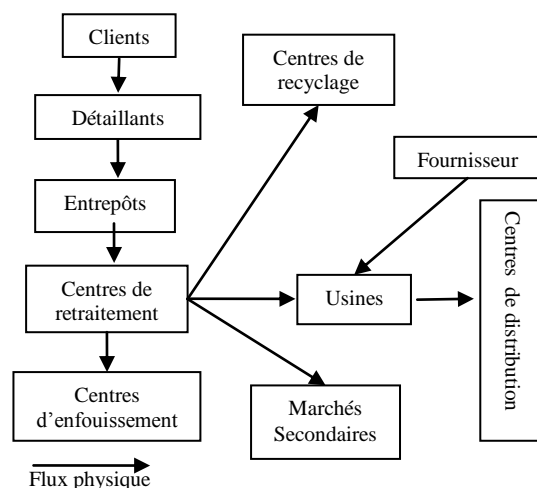 Clients
Centres de
recyclage
Détaillants
Fournisseur
Entrepôts
Centres de distribution
Centres de
retraitement
Usines
Centres
d’enfouissement
Marchés
Secondaires
Flux physique